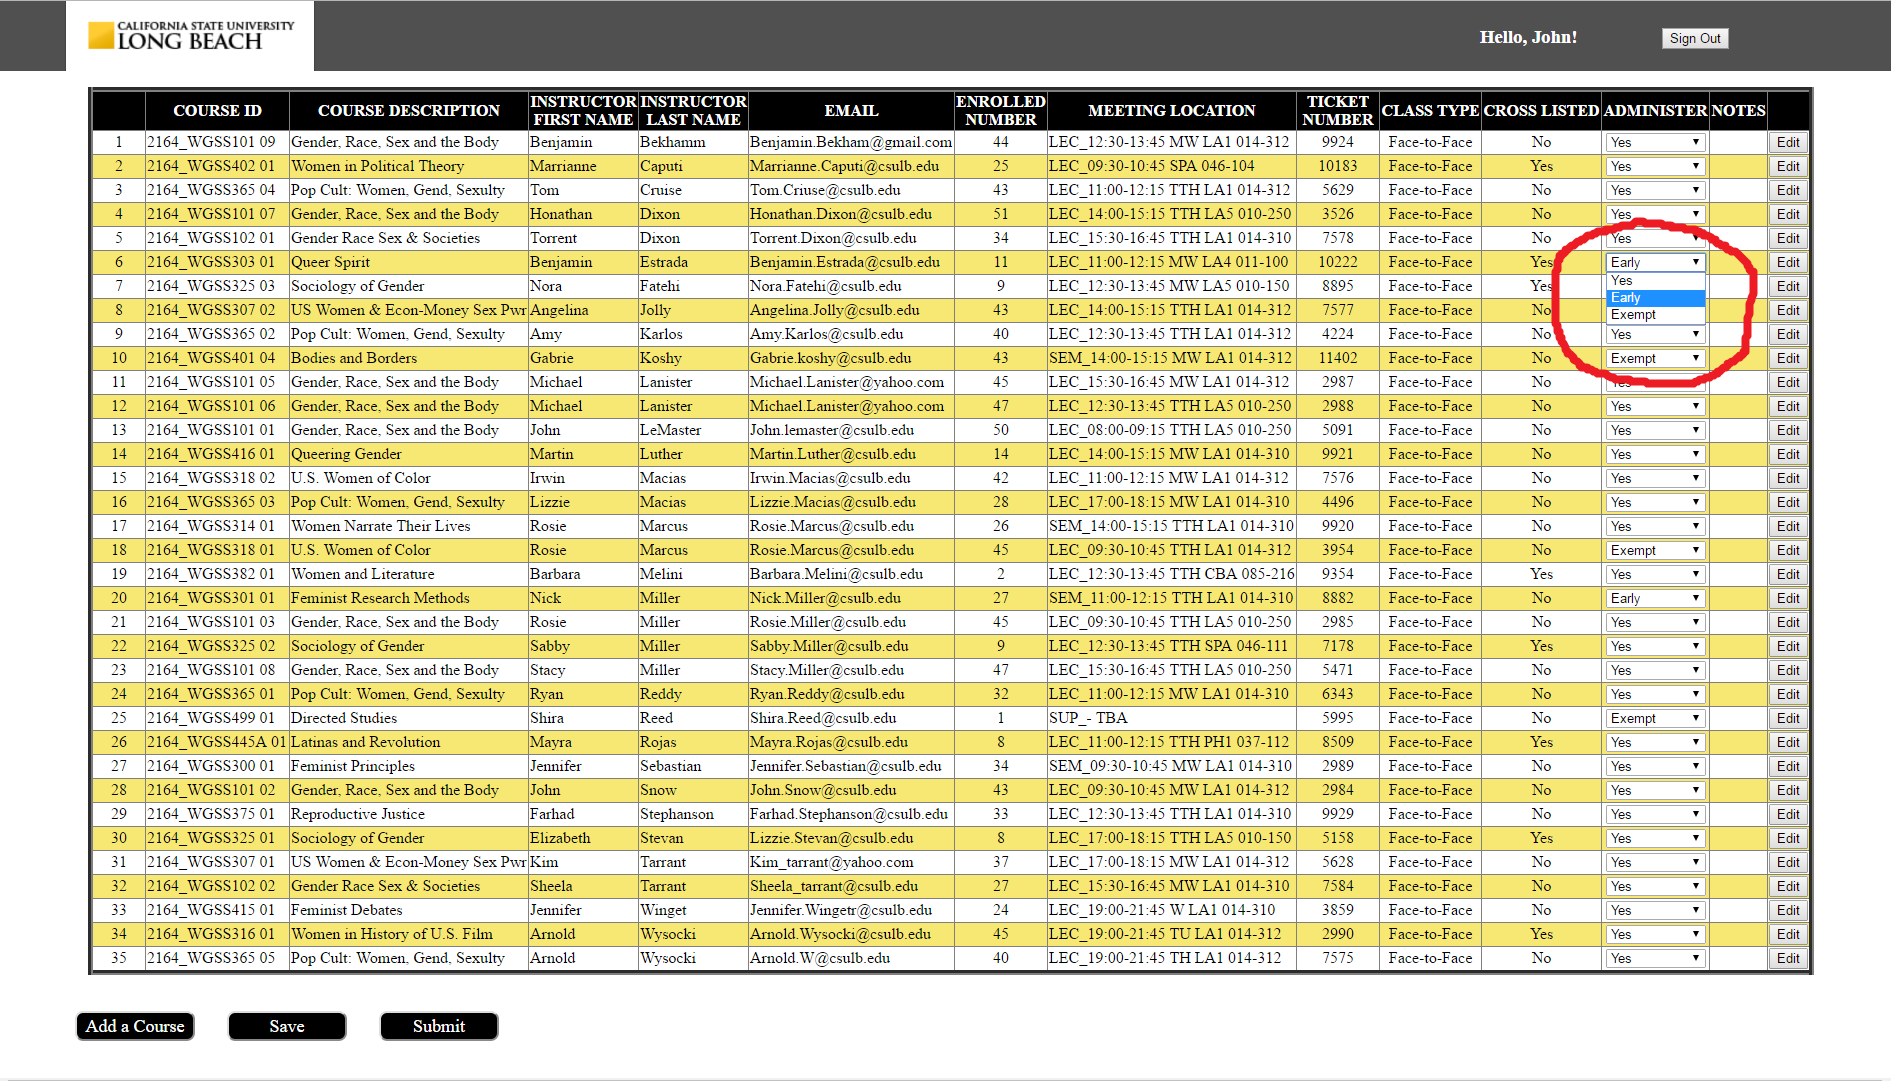 CALIFORNIA STATE UNIVERSITY
LONG BEACH
Hello, John!
Sign Out
COURSE ID COURSE DESCRIPTION INSTRUCTOR FIRST NAME INSTRUCTOR LAST NAME EMAIL ENROLLED NUMBER MEETING LOCATION TICKET NUMBER CLASS TYPE CROSS LISTED ADMINISTER NOTES
1 2164_WGSS101 09 Gender, Race, Sex and the Body Benjamin Bekhamm Benjamin.Bekham@gmail.com 44 LEC_12:30-13:45 MW LA1 014-312 9924 Face-to-Face No Yes Edit
2 2164_WGSS402 01 Women in Political Theory Marrianne Caputi Marrianne.Caputi@csulb.edu 25 LEC_09:30-10:45 SPA 046-104 10183 Face-to-Face Yes Yes Edit
3 2164_WGSS365 04 Pop Cult: Women, Gend, Sexulty Tom Cruise Tom.Criuse@csulb.edu 43 LEC_11:00-12:15 TTH LA1 014-312 5629 Face-to-Face No Yes Edit
4 2164_WGSS101 07 Gender, Race, Sex and the Body Honathan Dixon Honathan.Dixon@csulb.edu 51 LEC_14:00-15:15 TTH LA5 010-250 3526 Face-to-Face No Yes Edit
5 2164_WGSS102 01 Gender Race Sex & Societies Torrent Dixon Torrent.Dixon@csulb.edu 34 LEC_15:30-16:45 TTH LA1 014-310 7578 Face-to-Face No Yes Edit
6 2164_WGSS303 01 Queer Spirit Benjamin Estrada Benjamin.Estrada@csulb.edu 11 LEC_11:00-12:15 MW LA4 011-100 10222 Face-to-Face Yes Early Edit
7 2164_WGSS325 03 Sociology of Gender Nora Fatehi Nora.Fatehi@csulb.edu 9 LEC_12:30-13:45 MW LA5 010-150 8895 Face-to-Face Yes Yes Edit
8 2164_WGSS307 02 US Women & Econ-Money Sex Pwr Angelina Jolly Angelina.Jolly@csulb.edu 43 LEC_14:00-15:15 TTH LA1 014-312 7577 Face-to-Face No Early Exempt Edit
9 2164_WGSS365 02 Pop Cult: Women, Gend, Sexulty Amy Karlos Amy.Karlos@csulb.edu 40 LEC_12:30-13:45 TTH LA1 014-312 4224 Face-to-Face No Yes Edit
10 2164_WGSS401 04 Bodies and Borders Gabrie Koshy Gabrie.koshy@csulb.edu 43 SEM_14:00-15:15 MW LA1 014-312 11402 Face-to-Face No Exempt Edit
11 2164_WGSS101 05 Gender, Race, Sex and the Body Michael Lanister Michael.Lanister@yahoo.com 45 LEC_15:30-16:45 MW LA1 014-312 2987 Face-to-Face No Yes Edit
12 2164_WGSS101 06 Gender, Race, Sex and the Body Michael Lanister Michael.Lanister@yahoo.com 47 LEC_12:30-13:45 TTH LA5 010-250 2988 Face-to-Face No Yes Edit
13 2164_WGSS101 01 Gender, Race, Sex and the Body John LeMaster John.lemaster@csulb.edu 50 LEC_08:00-09:15 TTH LA5 010-250 5091 Face-to-Face No Yes Edit
14 2164_WGSS416 01 Queering Gender Martin Luther Martin.Luther@csulb.edu 14 LEC_14:00-15:15 MW LA1 014-310 9921 Face-to-Face No Yes Edit
15 2164_WGSS318 02 U.S. Women of Color Irwin Macias Irwin.Macias@csulb.edu 42 LEC_11:00-12:15 MW LA1 014-312 7576 Face-to-Face No Yes Edit
16 2164_WGSS365 03 Pop Cult: Women, Gend, Sexulty Lizzie Macias Lizzie.Macias@csulb.edu 28 LEC_17:00-18:15 MW LA1 014-310 4496 Face-to-Face No Yes Edit
17 2164_WGSS314 01 Women Narrate Their Lives Rosie Marcus Rosie.Marcus@csulb.edu 26 SEM_14:00-15:15 TTH LA1 014-310 9920 Face-to-Face No Yes Edit
18 2164_WGSS318 01 U.S. Women of Color Rosie Marcus Rosie.Marcus@csulb.edu 45 LEC_09:30-10:45 TTH LA1 014-312 3954 Face-to-Face No Exempt Edit
19 2164_WGSS382 01 Women and Literature Barbara Melini Barbara.Melini@csulb.edu 2 LEC_12:30-13:45 TTH CBA 085-216 9354 Face-to-Face Yes Yes Edit
20 2164_WGSS301 01 Feminist Research Methods Nick Miller Nick.Miller@csulb.edu 27 SEM_11:00-12:15 TTH LA1 014-310 8882 Face-to-Face No Early Edit
21 2164_WGSS101 03 Gender, Race, Sex and the Body Rosie Miller Rosie.Miller@csulb.edu 45 LEC_09:30-10:45 TTH LA5 010-250 2985 Face-to-Face No Yes Edit
22 2164_WGSS325 02 Sociology of Gender Sabby Miller Sabby.Miller@csulb.edu 9 LEC_12:30-13:45 TTH SPA 046-111 7178 Face-to-Face Yes Yes Edit
23 2164_WGSS101 08 Gender, Race, Sex and the Body Stacy Miller Stacy.Miller@csulb.edu 47 LEC_15:30-16:45 TTH LA5 010-250 5471 Face-to-Face No Yes Edit
24 2164_WGSS365 01 Pop Cult: Women, Gend, Sexulty Ryan Reddy Ryan.Reddy@csulb.edu 32 LEC_11:00-12:15 MW LA1 014-310 6343 Face-to-Face No Yes Edit
25 2164_WGSS499 01 Directed Studies Shira Reed Shira.Reed@csulb.edu 1 SUP_- TBA 5995 Face-to-Face No Exempt Edit
26 2164_WGSS445A 01 Latinas and Revolution Mayra Rojas Mayra.Rojas@csulb.edu 8 LEC_11:00-12:15 TTH PH1 037-112 8509 Face-to-Face Yes Yes Edit
27 2164_WGSS300 01 Feminist Principles Jennifer Sebastian Jennifer.Sebastian@csulb.edu 34 SEM_09:30-10:45 MW LA1 014-310 2989 Face-to-Face No Yes Edit
28 2164_WGSS101 02 Gender, Race, Sex and the Body John Snow John.Snow@csulb.edu 43 LEC_09:30-10:45 MW LA1 014-312 2984 Face-to-Face No Yes Edit
29 2164_WGSS375 01 Reproductive Justice Farhad Stephanson Farhad.Stephanson@csulb.edu 33 LEC_12:30-13:45 TTH LA1 014-310 9929 Face-to-Face No Yes Edit
30 2164_WGSS325 01 Sociology of Gender Elizabeth Stevan Lizzie.Stevan@csulb.edu 8 LEC_17:00-18:15 TTH LA5 010-150 5158 Face-to-Face Yes Yes Edit
31 2164_WGSS307 01 US Women & Econ-Money Sex Pwr Kim Tarrant Kim_tarrant@yahoo.com 37 LEC_17:00-18:15 MW LA1 014-312 5628 Face-to-Face No Yes Edit
32 2164_WGSS102 02 Gender Race Sex & Societies Sheela Tarrant Sheela_tarrant@csulb.edu 27 LEC_15:30-16:45 MW LA1 014-310 7584 Face-to-Face No Yes Edit
33 2164_WGSS415 01 Feminist Debates Jennifer Winget Jennifer.Wingetr@csulb.edu 24 LEC_19:00-21:45 W LA1 014-310 3859 Face-to-Face No Yes Edit
34 2164_WGSS316 01 Women in History of U.S. Film Arnold Wysocki Arnold.Wysocki@csulb.edu 45 LEC_19:00-21:45 TU LA1 014-312 2990 Face-to-Face Yes Yes Edit
35 2164_WGSS365 05 Pop Cult: Women, Gend, Sexulty Arnold Wysocki Arnold.W@csulb.edu 40 LEC_19:00-21:45 TH LA1 014-312 7575 Face-to-Face No Yes Edit
Add a Course Save Submit